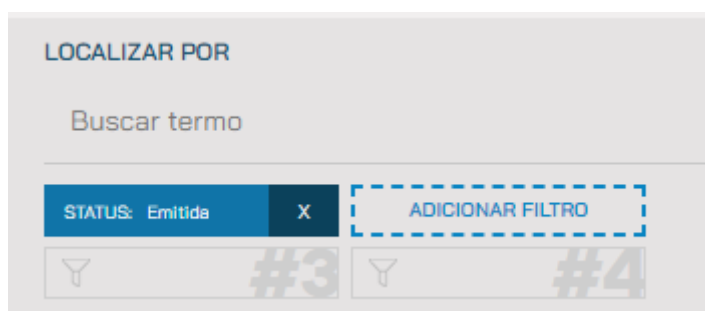 LOCALIZAR POR
Buscar termo
STATUS: Emitida X ADICIONAR FILTRO
#3 #4